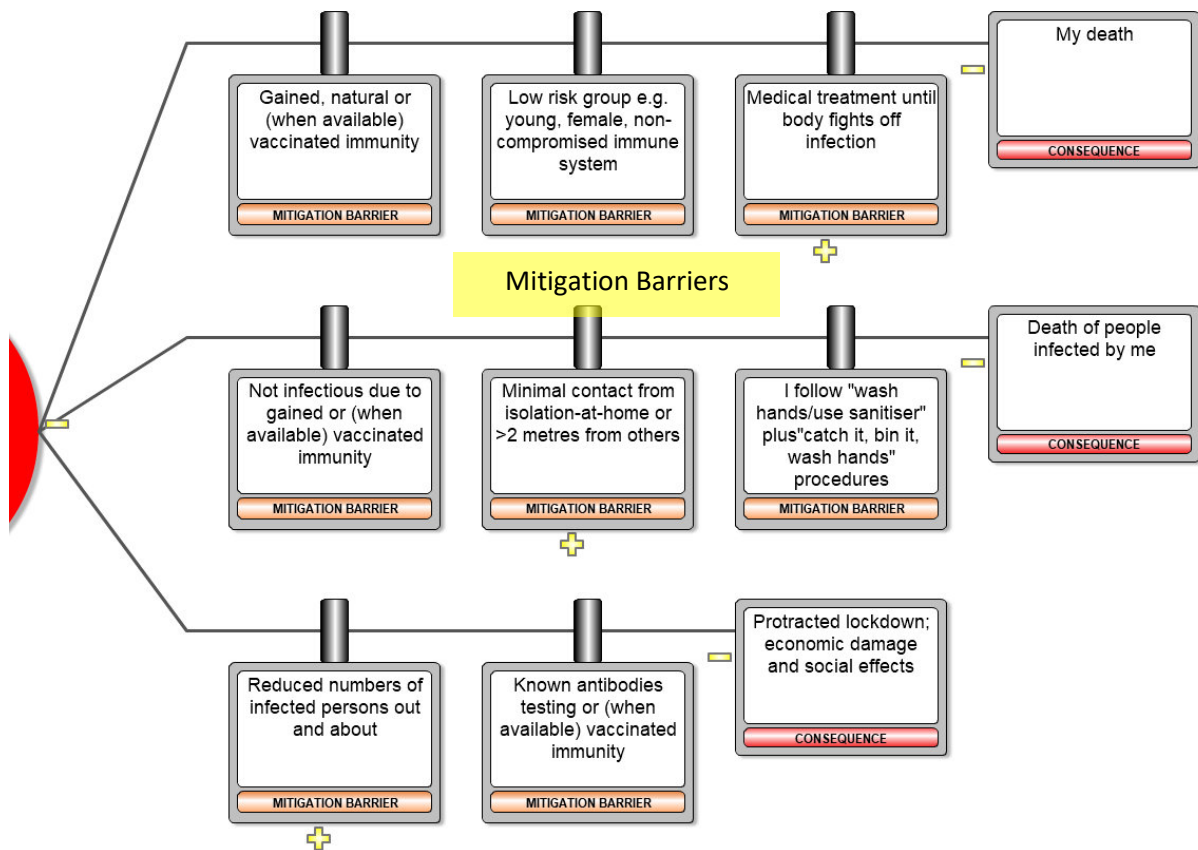 Gained, natural or
(when available)
vaccinated immunity
MITIGATION BARRIER
Low risk group e.g.
young, female, non-
compromised immune
system
MITIGATION BARRIER
Medical treatment until
body fights off
infection
MITIGATION BARRIER
My death
CONSEQUENCE
Mitigation Barriers
Not infectious due to
gained or (when
available) vaccinated
immunity
MITIGATION BARRIER
Minimal contact from
isolation-at-home or
>2 metres from others
MITIGATION BARRIER
I follow "wash
hands/use sanitiser"
plus"catch it, bin it,
wash hands"
procedures
MITIGATION BARRIER
Death of people
infected by me
CONSEQUENCE
Reduced numbers of
infected persons out
and about
MITIGATION BARRIER
Known antibodies
testing or (when
available) vaccinated
immunity
MITIGATION BARRIER
Protracted lockdown;
economic damage
and social effects
CONSEQUENCE